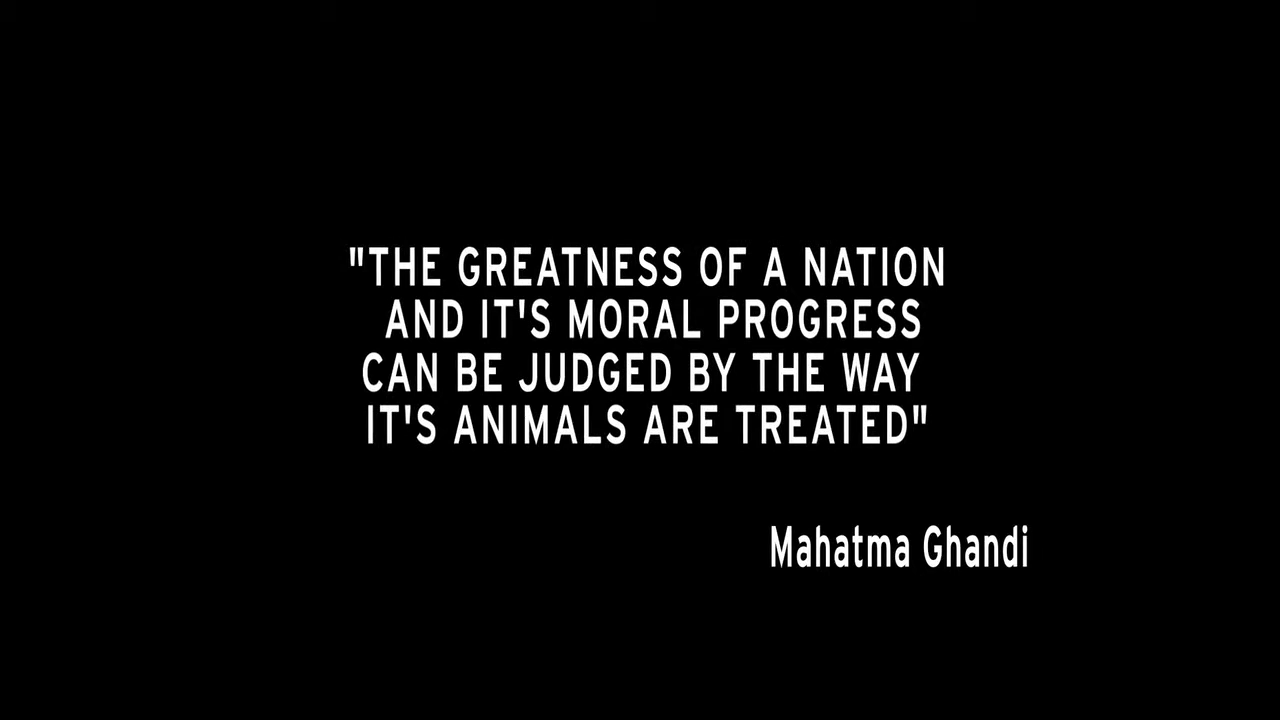 "THE GREATNESS OF A NATION
AND IT'S MORAL PROGRESS
CAN BE JUDGED BY THE WAY
IT'S ANIMALS ARE TREATED"
Mahatma Ghandi